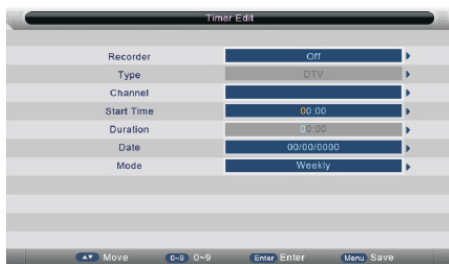 Timer Edit
Recorder Off
Type DTV
Channel
Start Time 00:00
Duration 00:00
Date 00/00/0000
Mode Weekly
▲▼ Move 0~9 0~9 Enter Enter Menu Save